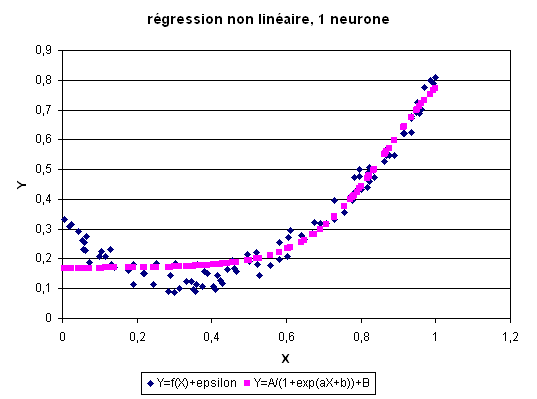 régression non linéaire, 1 neurone
0,9
0,8
0,7
0,6
0,5
0,4
0,3
0,2
0,1
0
Y
0 0,2 0,4 0,6 0,8 1 1,2
X
Y=f(X)+epsilon Y=A/(1+exp(aX+b))+B